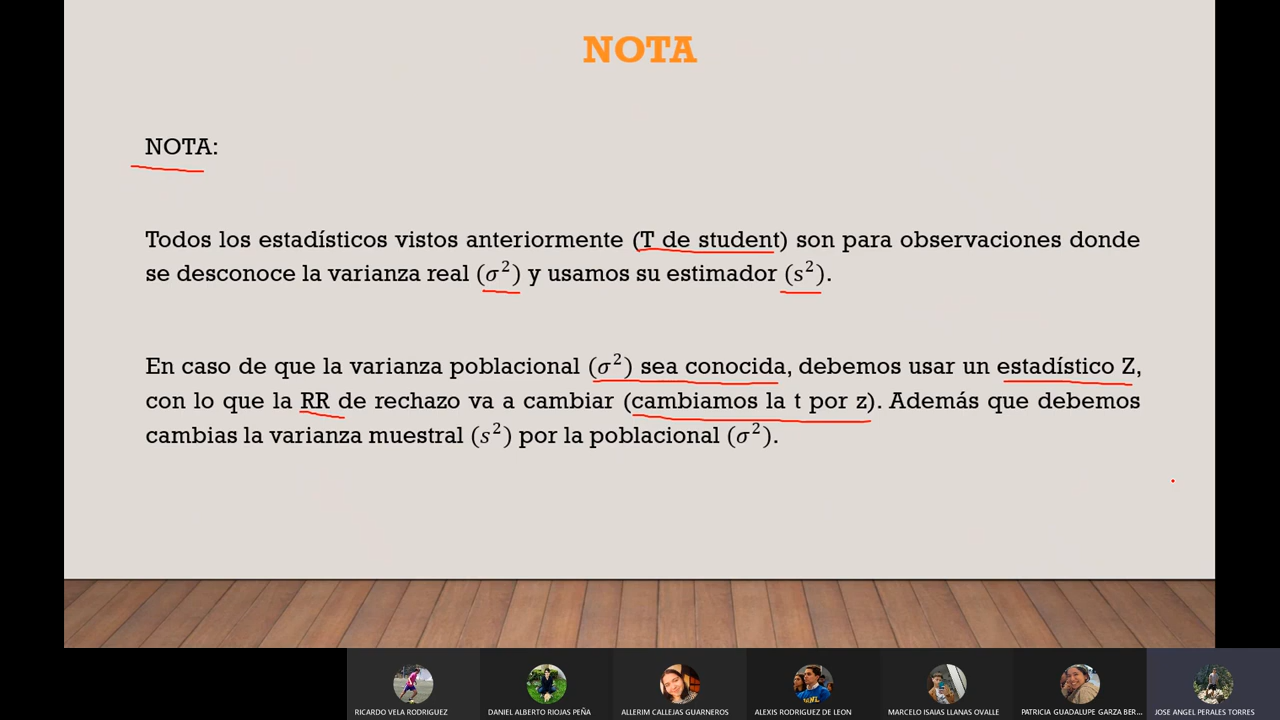 NOTA
NOTA:
Todos los estadísticos vistos anteriormente (T de student) son para observaciones donde
se desconoce la varianza real (σ²) y usamos su estimador (s²).
En caso de que la varianza poblacional (σ²) sea conocida, debemos usar un estadístico Z,
con lo que la RR de rechazo va a cambiar (cambiamos la t por z). Además que debemos
cambias la varianza muestral (s²) por la poblacional (σ²).
RICARDO VELA RODRIGUEZ
DANIEL ALBERTO RIOJAS PEÑA
ALLERIM CALLEJAS GUARNEROS
ALEXIS RODRIGUEZ DE LEON
MARCELO ISAIAS LLANAS OVALLE
PATRICIA GUADALUPE GARZA BER...
JOSE ANGEL PERALES TORRES